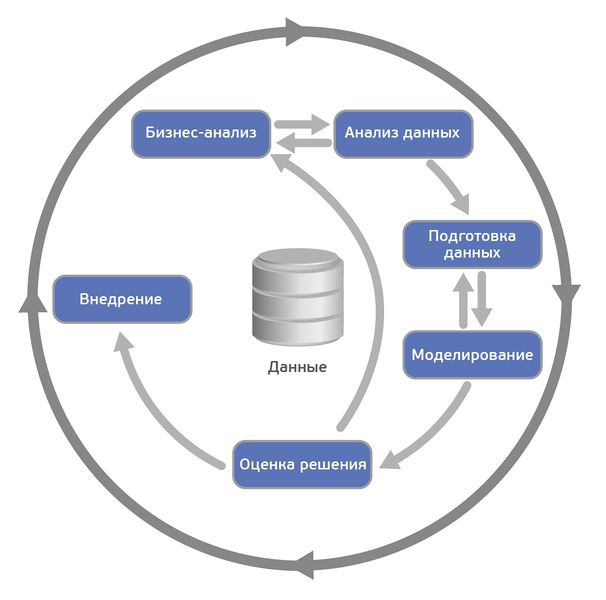 Бизнес-анализ
Анализ данных
Подготовка
данных
Внедрение
Моделирование
Данные
Оценка решения